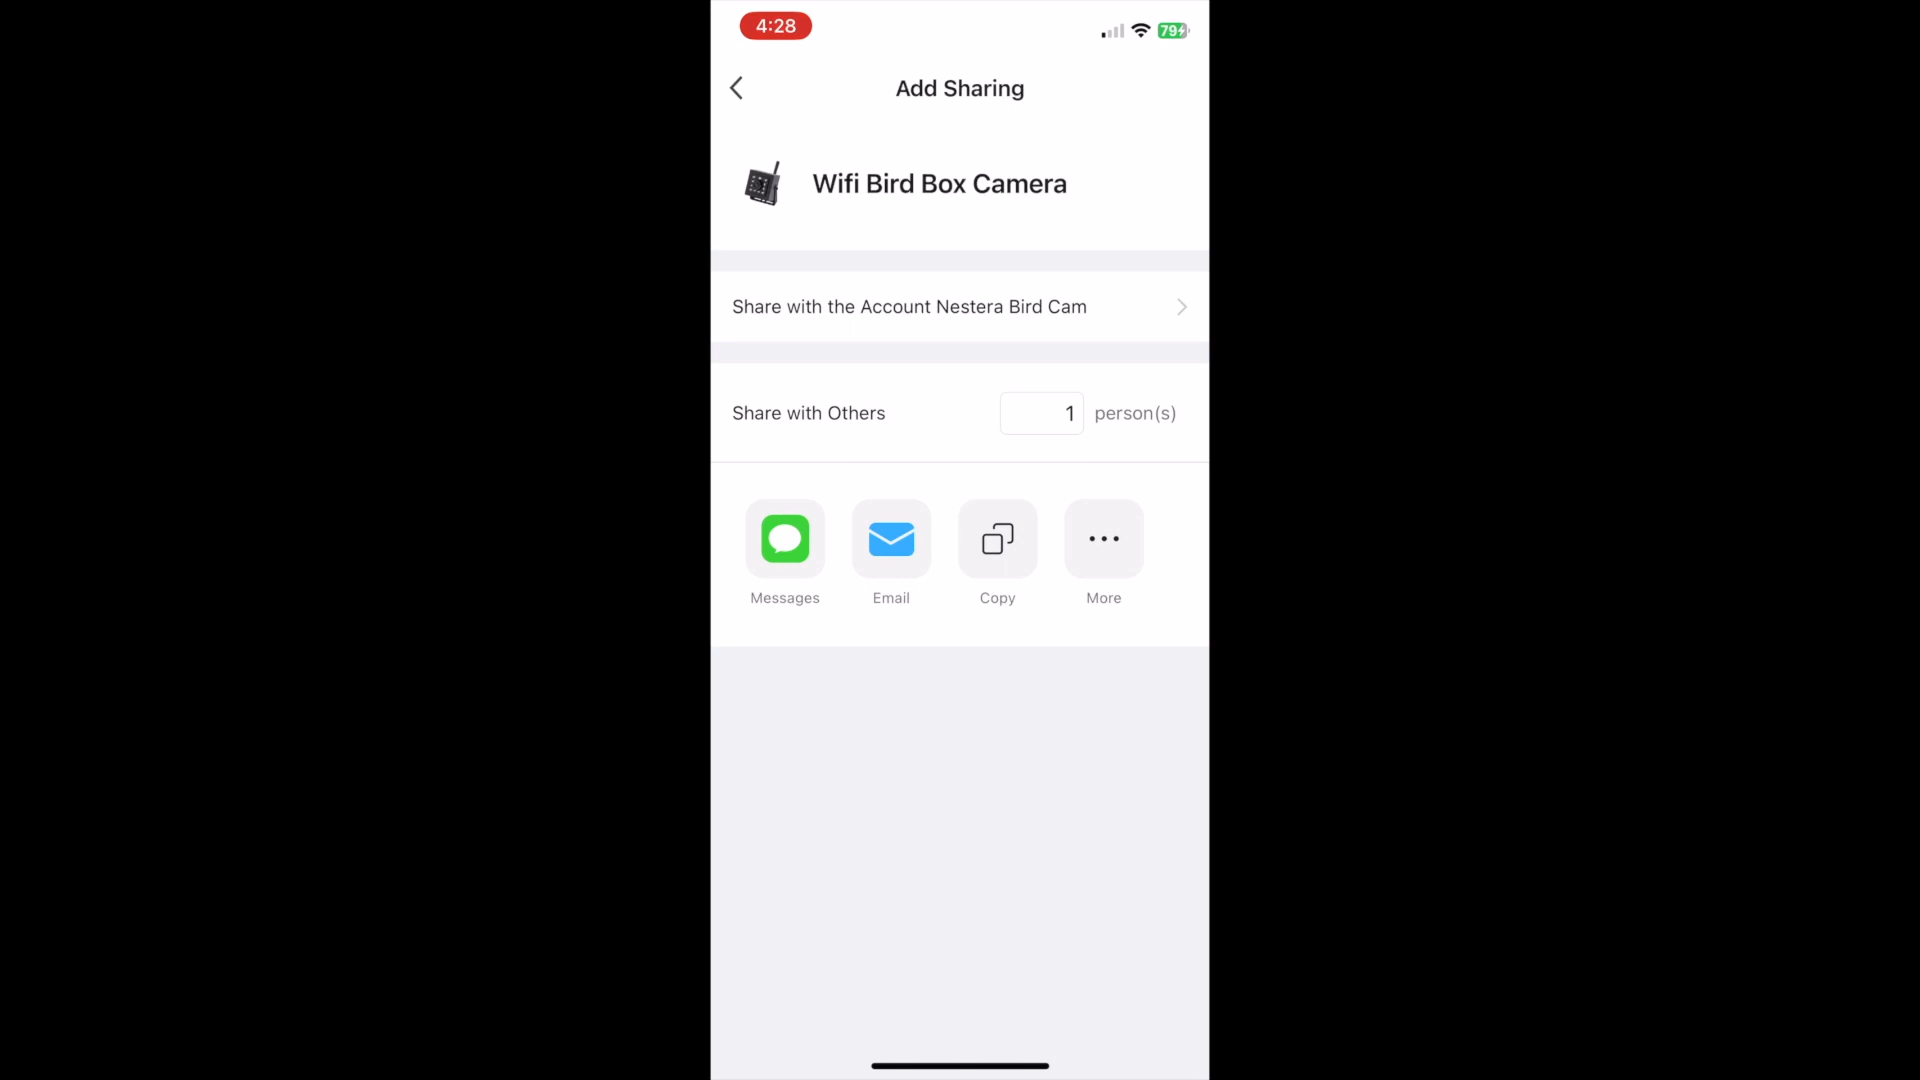 4:28
79
Add Sharing
Wifi Bird Box Camera
Share with the Account Nestera Bird Cam
Share with Others 1 person(s)
Messages Email Copy More